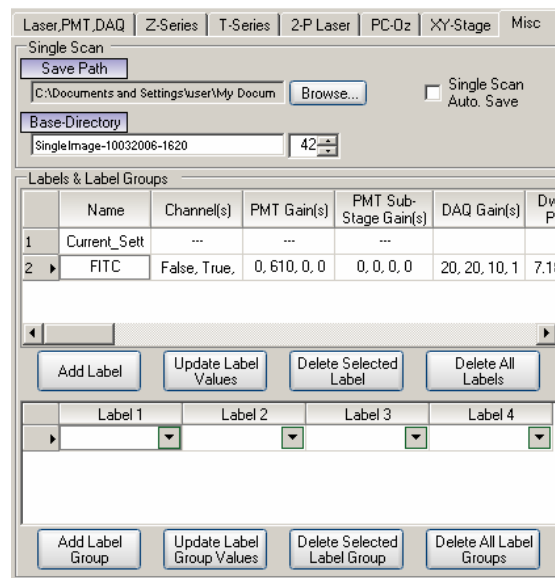 Laser,PMT,DAQ Z-Series T-Series 2-P Laser PC-Oz XY-Stage Misc
Single Scan
Save Path
C:\Documents and Settings\user\My Docum Browse... Single Scan
Auto. Save
Base-Directory
SingleImage-10032006-1620 42
Labels & Label Groups
Name Channel(s) PMT Gain(s) PMT Sub-
Stage Gain(s) DAQ Gain(s)
1 Current_Sett --- --- ---
2 FITC False, True, 0, 610, 0, 0 0, 0, 0, 0 20, 20, 10, 1 7.18
Add Label Update Label
Values Delete Selected
Label Delete All
Labels
Label 1 Label 2 Label 3 Label 4
Add Label
Group Update Label
Group Values Delete Selected
Label Group Delete All Label
Groups